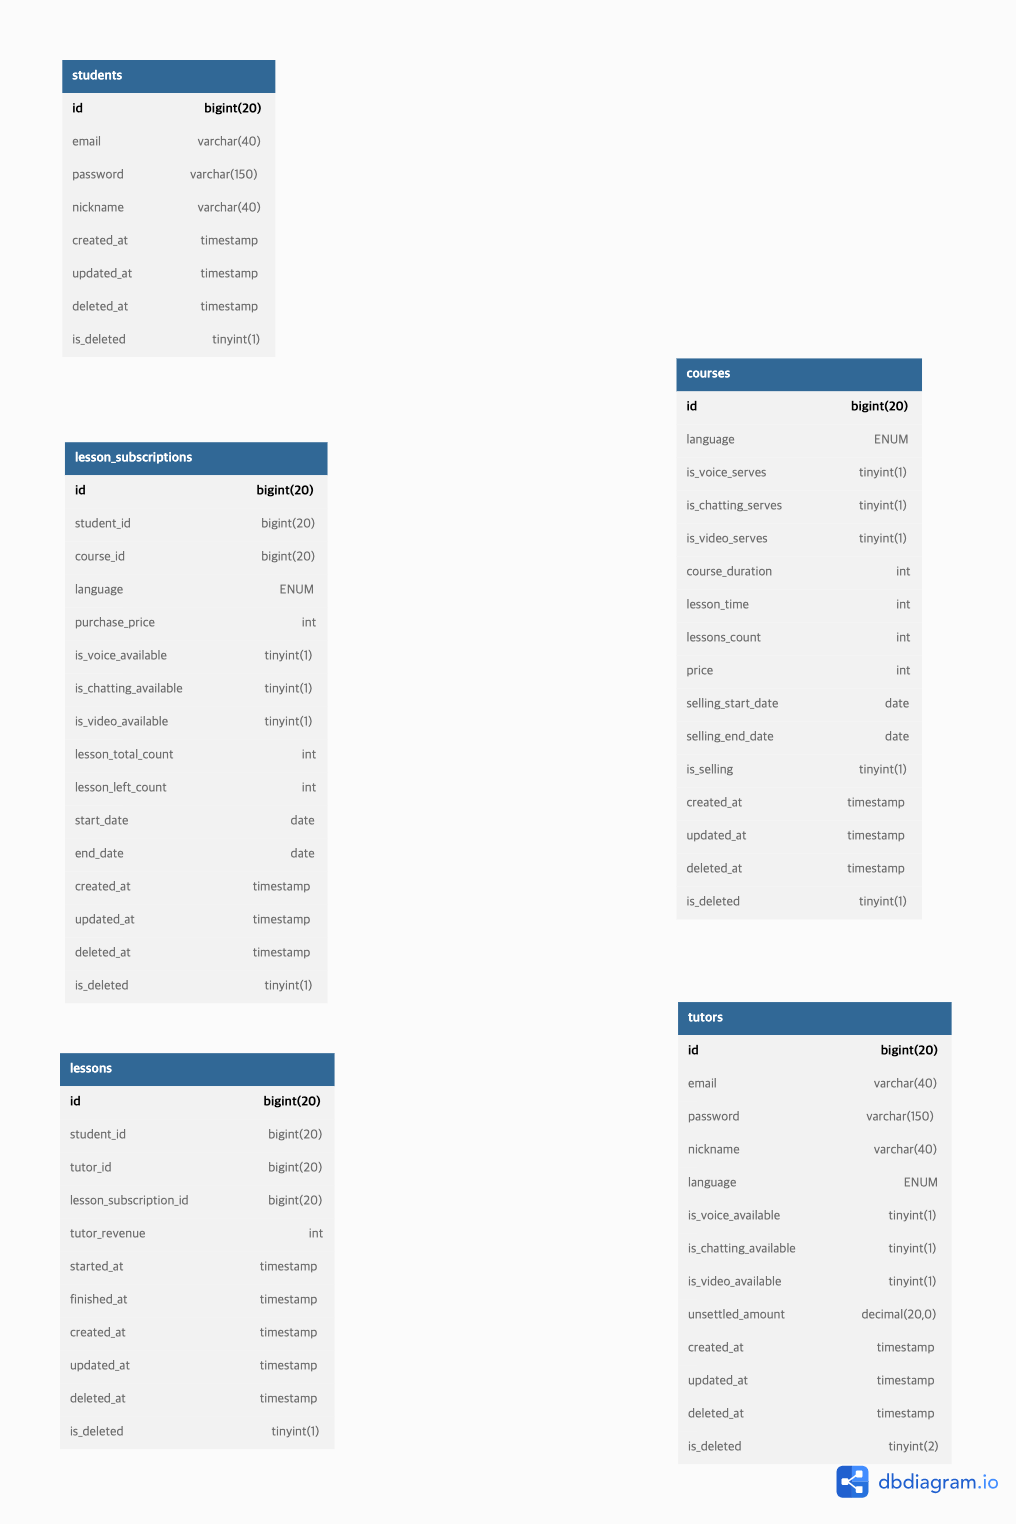 students
id bigint(20)
email varchar(40)
password varchar(150)
nickname varchar(40)
created_at timestamp
updated_at timestamp
deleted_at timestamp
is_deleted tinyint(1)
lesson_subscriptions
id bigint(20)
student_id bigint(20)
course_id bigint(20)
language ENUM
purchase_price int
is_voice_available tinyint(1)
is_chatting_available tinyint(1)
is_video_available tinyint(1)
lesson_total_count int
lesson_left_count int
start_date date
end_date date
created_at timestamp
updated_at timestamp
deleted_at timestamp
is_deleted tinyint(1)
lessons
id bigint(20)
student_id bigint(20)
tutor_id bigint(20)
lesson_subscription_id bigint(20)
tutor_revenue int
started_at timestamp
finished_at timestamp
created_at timestamp
updated_at timestamp
deleted_at timestamp
is_deleted tinyint(1)
courses
id bigint(20)
language ENUM
is_voice_serves tinyint(1)
is_chatting_serves tinyint(1)
is_video_serves tinyint(1)
course_duration int
lesson_time int
lessons_count int
price int
selling_start_date date
selling_end_date date
is_selling tinyint(1)
created_at timestamp
updated_at timestamp
deleted_at timestamp
is_deleted tinyint(1)
tutors
id bigint(20)
email varchar(40)
password varchar(150)
nickname varchar(40)
language ENUM
is_voice_available tinyint(1)
is_chatting_available tinyint(1)
is_video_available tinyint(1)
unsettled_amount decimal(20,0)
created_at timestamp
updated_at timestamp
deleted_at timestamp
is_deleted tinyint(2)
dbdiagram.io